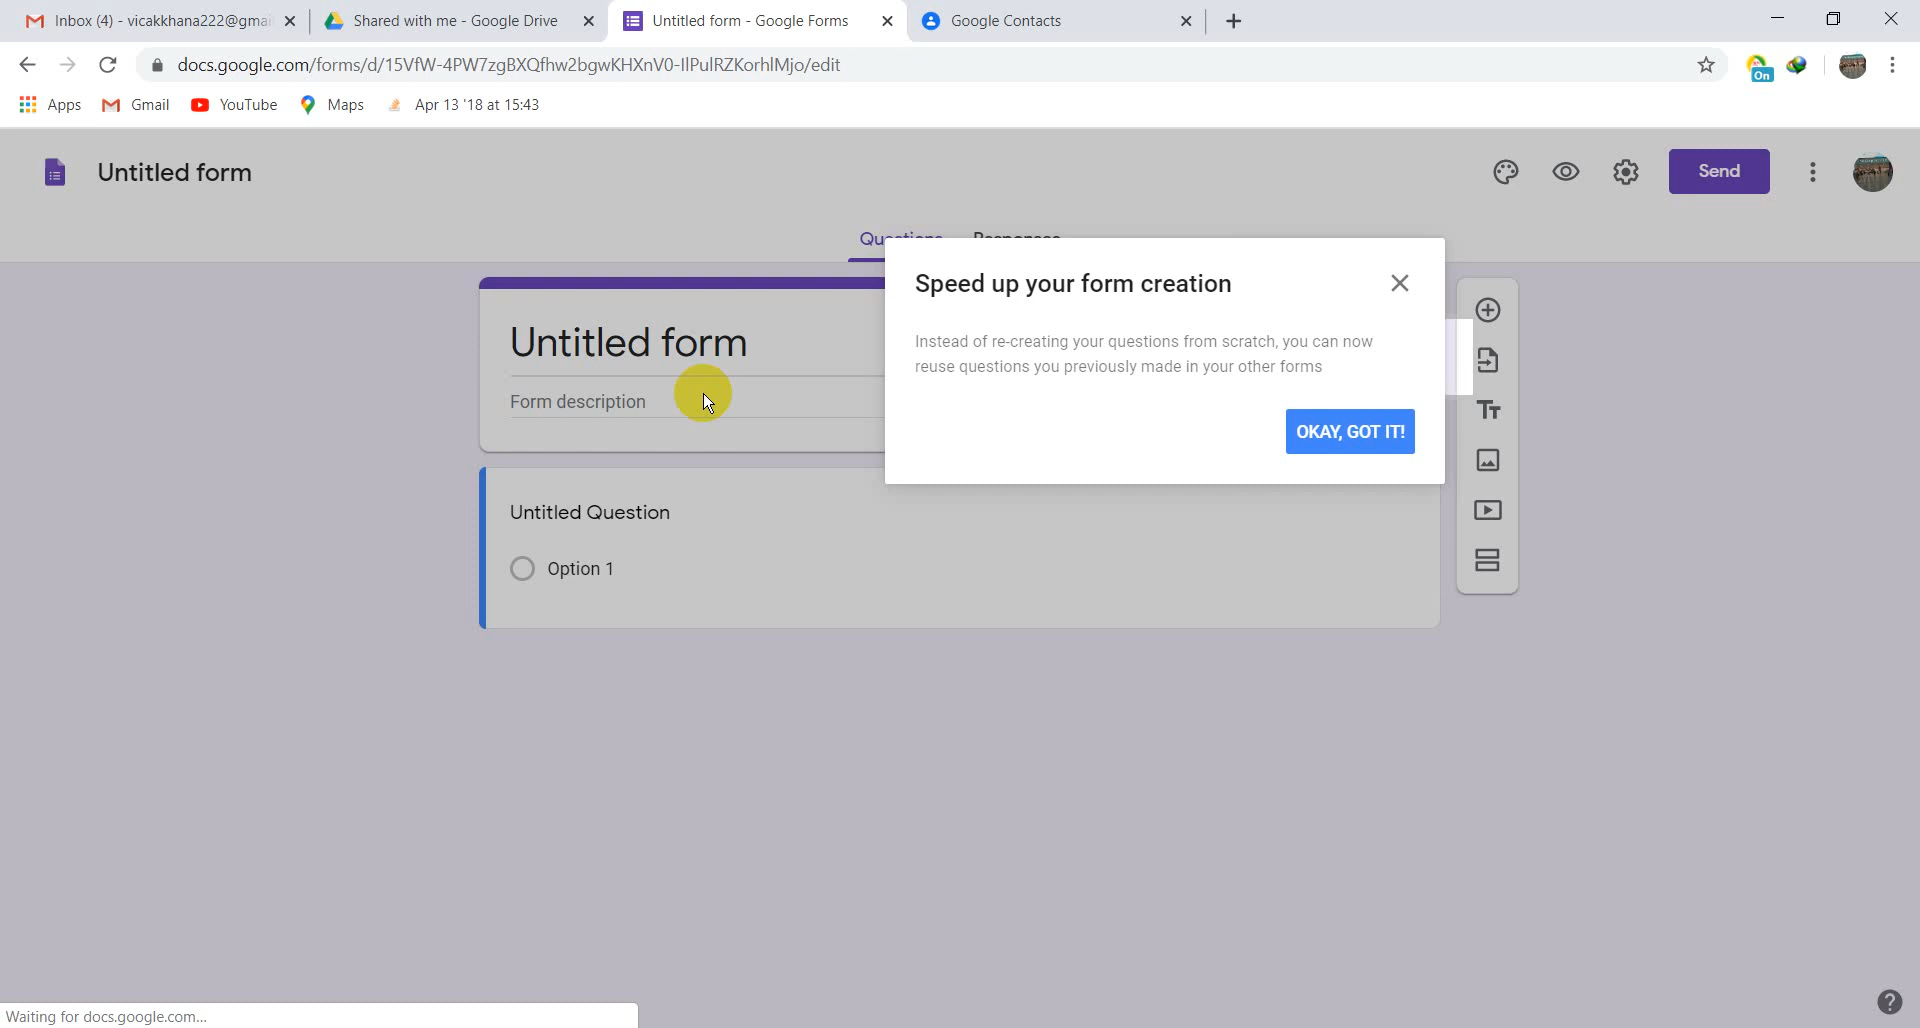 Inbox (4) - vicakkhana222@gmai
Shared with me - Google Drive
Untitled form - Google Forms
Google Contacts
docs.google.com/forms/d/15VfW-4PW7zgBXQfhw2bgwKHXnV0-IlPulRZKorhlMjo/edit
On
Apps
Gmail
YouTube
Maps
Apr 13 '18 at 15:43
Untitled form
Send
Questions
Responses
Speed up your form creation
Instead of re-creating your questions from scratch, you can now
reuse questions you previously made in your other forms
OKAY, GOT IT!
Untitled form
Form description
Untitled Question
Option 1
Waiting for docs.google.com...